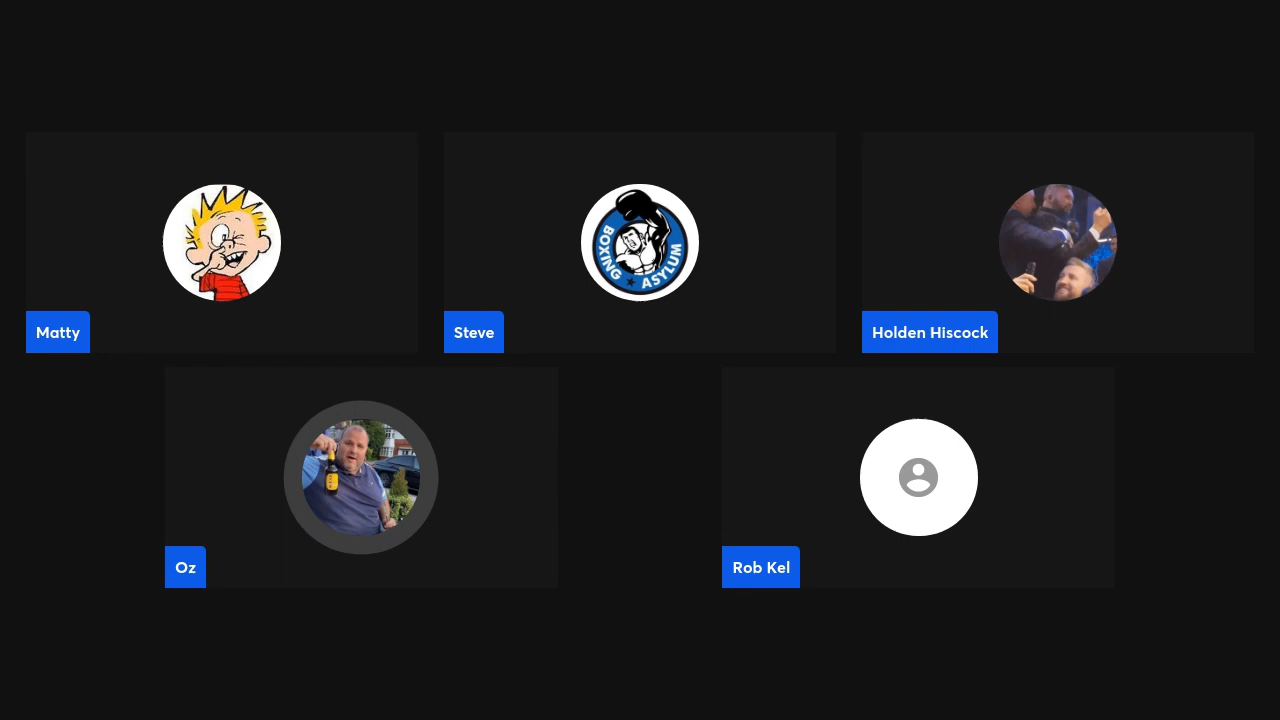 BOXING ASYLUM
Matty
Steve
Holden Hiscock
Oz
Rob Kel